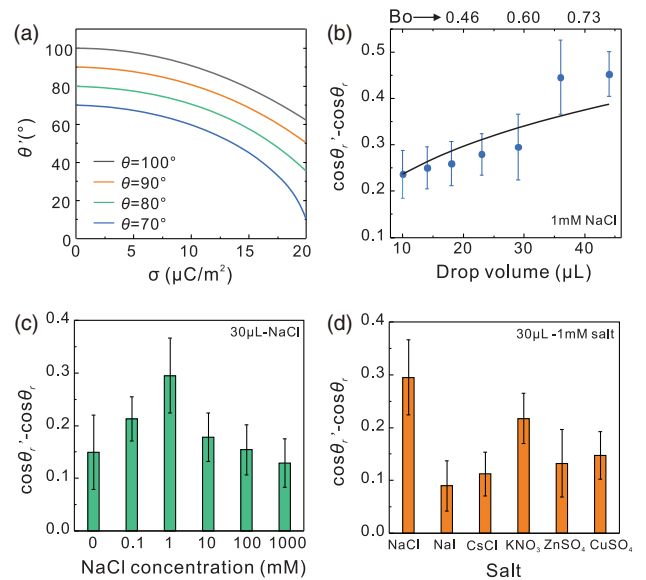 (a)
100
80
60
40
20
0
θ'(°)
θ=100°
θ=90°
θ=80°
θ=70°
0 5 10 15 20
σ (μC/m²)
(b)
Bo 0.46 0.60 0.73
0.5
0.4
0.3
0.2
0.1
cosθᵣ'-cosθᵣ
1mM NaCl
10 20 30 40
Drop volume (μL)
(c)
30μL-NaCl
0.4
0.3
0.2
0.1
0.0
cosθᵣ'-cosθᵣ
0 0.1 1 10 100 1000
NaCl concentration (mM)
(d)
30μL -1mM salt
0.4
0.3
0.2
0.1
0.0
cosθᵣ'-cosθᵣ
NaCl NaI CsCl KNO₃ ZnSO₄ CuSO₄
Salt